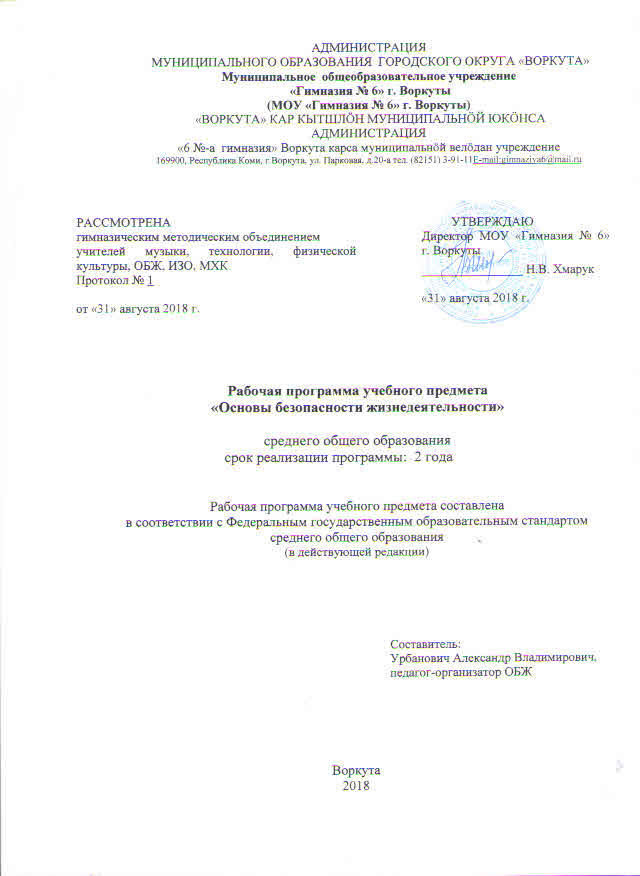 АДМИНИСТРАЦИЯ
МУНИЦИПАЛЬНОГО ОБРАЗОВАНИЯ ГОРОДСКОГО ОКРУГА «ВОРКУТА»
Муниципальное общеобразовательное учреждение
«Гимназия № 6» г. Воркуты
(МОУ «Гимназия № 6» г. Воркуты)
«ВОРКУТА» КАР КЫТШЛӦН МУНИЦИПАЛЬНӦЙ ЮКӦНСА
АДМИНИСТРАЦИЯ
«6 №-а гимназия» Воркута карса муниципальнӧй велӧдан учреждение
169900, Республика Коми, г.Воркута, ул. Парковая, д.20-а тел. (82151) 3-91-11E-mail:gimnaziya6@mail.ru
РАССМОТРЕНА
гимназическим методическим объединением
учителей музыки, технологии, физической
культуры, ОБЖ, ИЗО, МХК
Протокол № 1
от «31» августа 2018 г.
УТВЕРЖДАЮ
Директор МОУ «Гимназия № 6»
г. Воркуты
Н.В. Хмарук
«31» августа 2018 г.
Рабочая программа учебного предмета
«Основы безопасности жизнедеятельности»
среднего общего образования
срок реализации программы: 2 года
Рабочая программа учебного предмета составлена
в соответствии с Федеральным государственным образовательным стандартом
среднего общего образования
(в действующей редакции)
Составитель:
Урбанович Александр Владимирович,
педагог-организатор ОБЖ
Воркута
2018